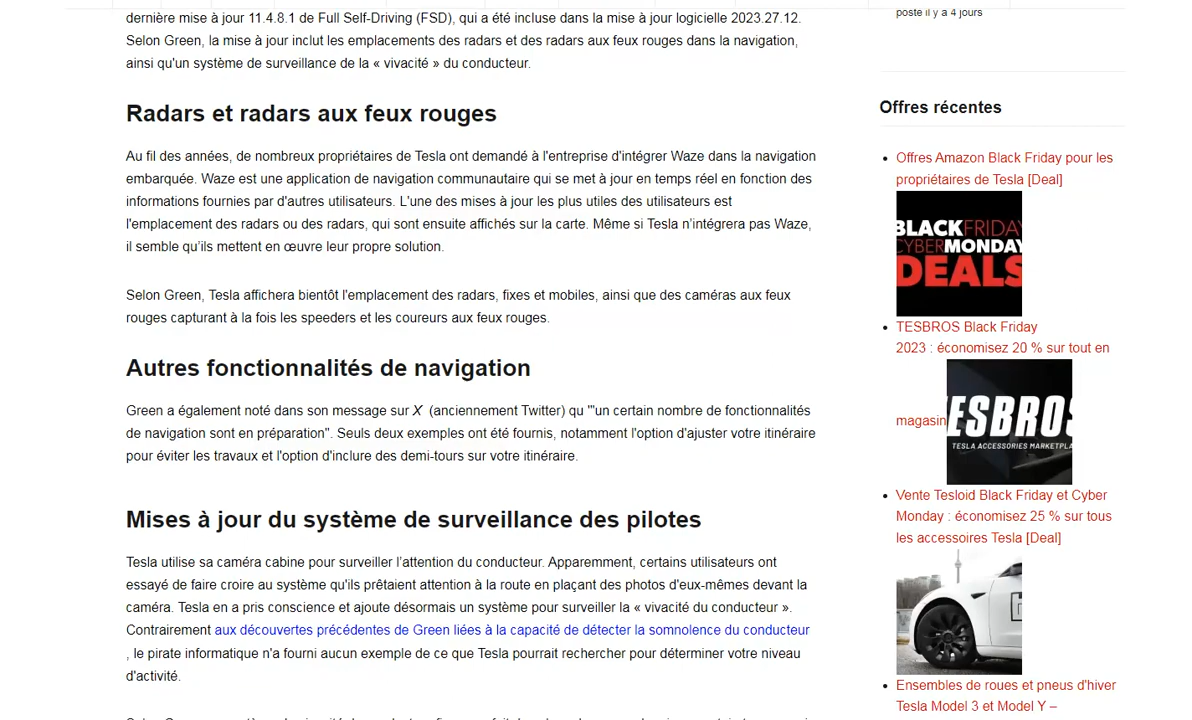 dernière mise à jour 11.4.8.1 de Full Self-Driving (FSD), qui a été incluse dans la mise à jour logicielle 2023.27.12.
Selon Green, la mise à jour inclut les emplacements des radars et des radars aux feux rouges dans la navigation,
ainsi qu'un système de surveillance de la « vivacité » du conducteur.
Radars et radars aux feux rouges
Au fil des années, de nombreux propriétaires de Tesla ont demandé à l'entreprise d'intégrer Waze dans la navigation
embarquée. Waze est une application de navigation communautaire qui se met à jour en temps réel en fonction des
informations fournies par d'autres utilisateurs. L'une des mises à jour les plus utiles des utilisateurs est
l'emplacement des radars ou des radars, qui sont ensuite affichés sur la carte. Même si Tesla n'intégrera pas Waze,
il semble qu'ils mettent en œuvre leur propre solution.
Selon Green, Tesla affichera bientôt l'emplacement des radars, fixes et mobiles, ainsi que des caméras aux feux
rouges capturant à la fois les speeders et les coureurs aux feux rouges.
Autres fonctionnalités de navigation
Green a également noté dans son message sur X (anciennement Twitter) qu '"un certain nombre de fonctionnalités
de navigation sont en préparation". Seuls deux exemples ont été fournis, notamment l'option d'ajuster votre itinéraire
pour éviter les travaux et l'option d'inclure des demi-tours sur votre itinéraire.
Mises à jour du système de surveillance des pilotes
Tesla utilise sa caméra cabine pour surveiller l'attention du conducteur. Apparemment, certains utilisateurs ont
essayé de faire croire au système qu'ils prêtaient attention à la route en plaçant des photos d'eux-mêmes devant la
caméra. Tesla en a pris conscience et ajoute désormais un système pour surveiller la « vivacité du conducteur ».
Contrairement aux découvertes précédentes de Green liées à la capacité de détecter la somnolence du conducteur
, le pirate informatique n'a fourni aucun exemple de ce que Tesla pourrait rechercher pour déterminer votre niveau
d'activité.
posté il y a 4 jours
Offres récentes
Offres Amazon Black Friday pour les
propriétaires de Tesla [Deal]
BLACKFRIDAY
CYBERMONDAY
DEALS
TESBROS Black Friday
2023 : économisez 20 % sur tout en
magasin
TESBROS
TESLA ACCESSORIES MARKETPLA
Vente Tesloid Black Friday et Cyber
Monday : économisez 25 % sur tous
les accessoires Tesla [Deal]
Ensembles de roues et pneus d'hiver
Tesla Model 3 et Model Y –